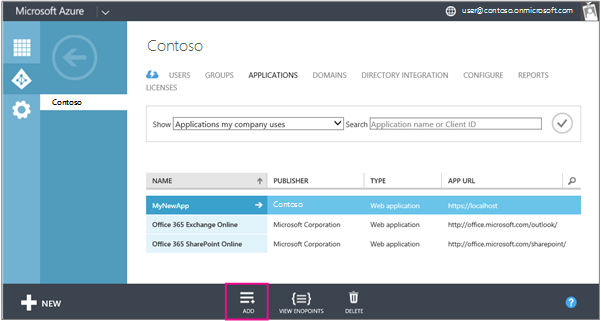 Microsoft Azure
user@contoso.onmicrosoft.com
Contoso
USERS GROUPS APPLICATIONS DOMAINS DIRECTORY INTEGRATION CONFIGURE REPORTS
LICENSES
Contoso
Show Applications my company uses Search Application name or Client ID
NAME PUBLISHER TYPE APP URL
MyNewApp Contoso Web application https://localhost
Office 365 Exchange Online Microsoft Corporation Web application http://office.microsoft.com/outlook/
Office 365 SharePoint Online Microsoft Corporation Web application http://office.microsoft.com/sharepoint/
NEW
ADD VIEW ENDPOINTS DELETE
?